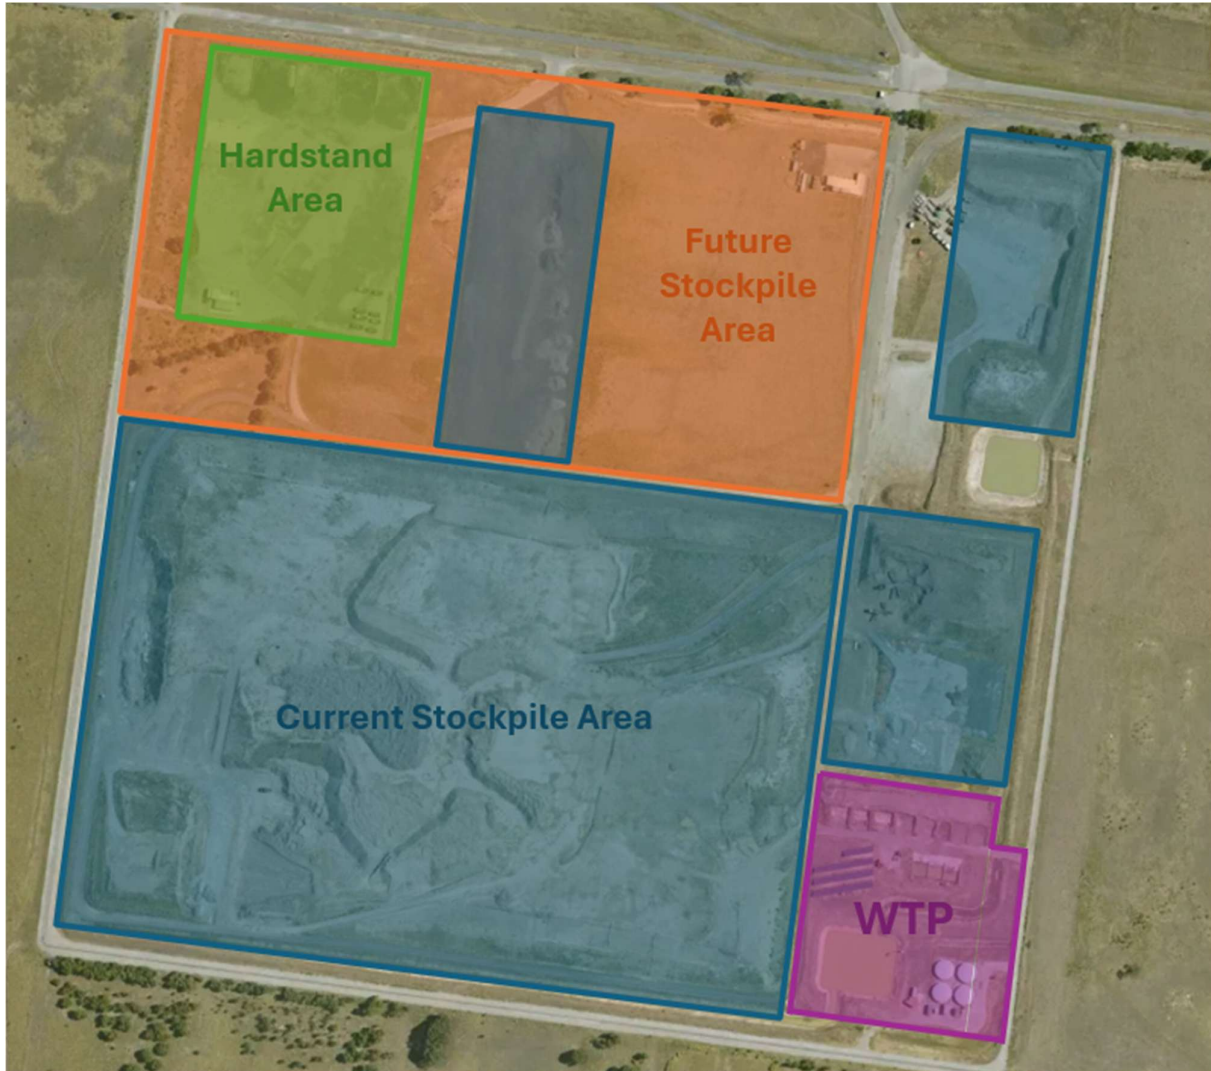 Hardstand
Area
Future
Stockpile
Area
Current Stockpile Area
WTP